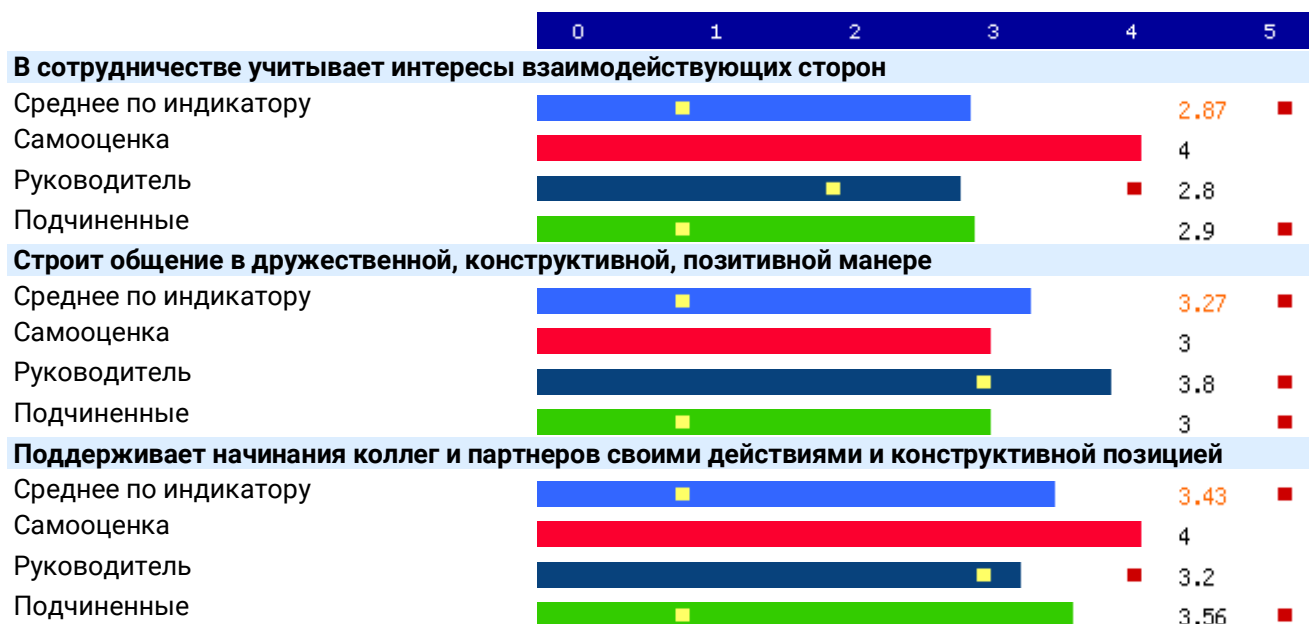 0 1 2 3 4 5
В сотрудничестве учитывает интересы взаимодействующих сторон
Среднее по индикатору 2.87
Самооценка 4
Руководитель 2.8
Подчиненные 2.9
Строит общение в дружественной, конструктивной, позитивной манере
Среднее по индикатору 3.27
Самооценка 3
Руководитель 3.8
Подчиненные 3
Поддерживает начинания коллег и партнеров своими действиями и конструктивной позицией
Среднее по индикатору 3.43
Самооценка 4
Руководитель 3.2
Подчиненные 3.56